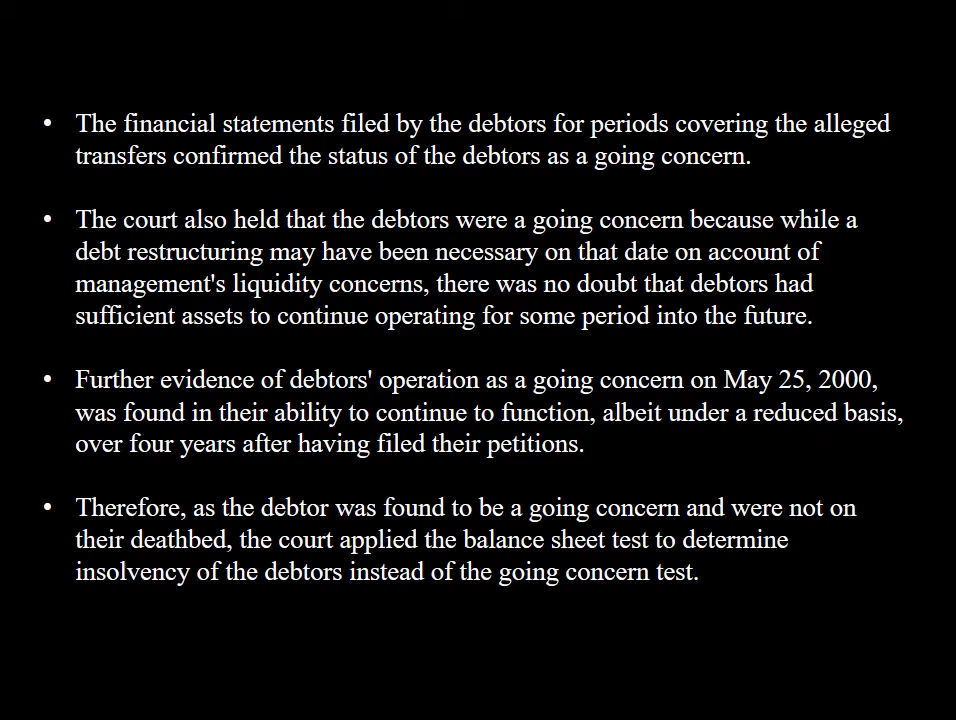 • The financial statements filed by the debtors for periods covering the alleged
transfers confirmed the status of the debtors as a going concern.
• The court also held that the debtors were a going concern because while a
debt restructuring may have been necessary on that date on account of
management's liquidity concerns, there was no doubt that debtors had
sufficient assets to continue operating for some period into the future.
• Further evidence of debtors' operation as a going concern on May 25, 2000,
was found in their ability to continue to function, albeit under a reduced basis,
over four years after having filed their petitions.
• Therefore, as the debtor was found to be a going concern and were not on
their deathbed, the court applied the balance sheet test to determine
insolvency of the debtors instead of the going concern test.